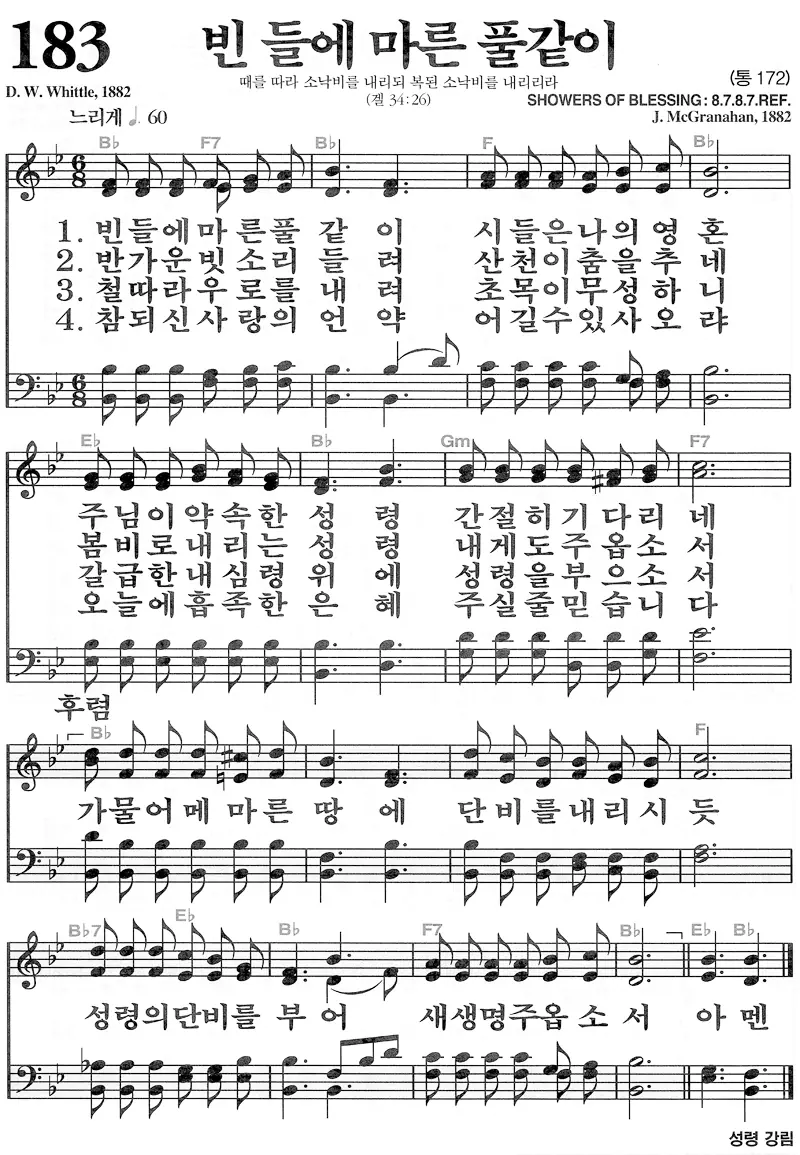 183 빈 들에 마른 풀같이
때를 따라 소낙비를 내리되 복된 소낙비를 내리리라
(통 172)
D. W. Whittle, 1882
(겔 34:26)
SHOWERS OF BLESSING : 8.7.8.7.REF.
느리게 ♩. 60
J. McGranahan, 1882
B♭ F7 B♭ F B♭
6/8
1. 빈들에마른풀 같 이 시들은나의영 혼
2. 반가운빗소리 들 려 산천이춤을추 네
3. 철따라우로를 내 려 초목이무성하 니
4. 참되신사랑의 언 약 어길수있사오 랴
6/8
E♭ B♭ Gm F7
주님이약속한 성 령 간절히기다리 네
봄비로내리는 성 령 내게도주옵소 서
갈급한내심령 위 에 성령을부으소 서
오늘에흡족한 은 혜 주실줄믿습니 다
후렴
B♭ F
가물어메마른 땅 에 단비를내리시 듯
B♭7 E♭ B♭ F7 B♭ E♭ B♭
성령의단비를 부 어 새생명주옵소 서 아 멘
성령 강림